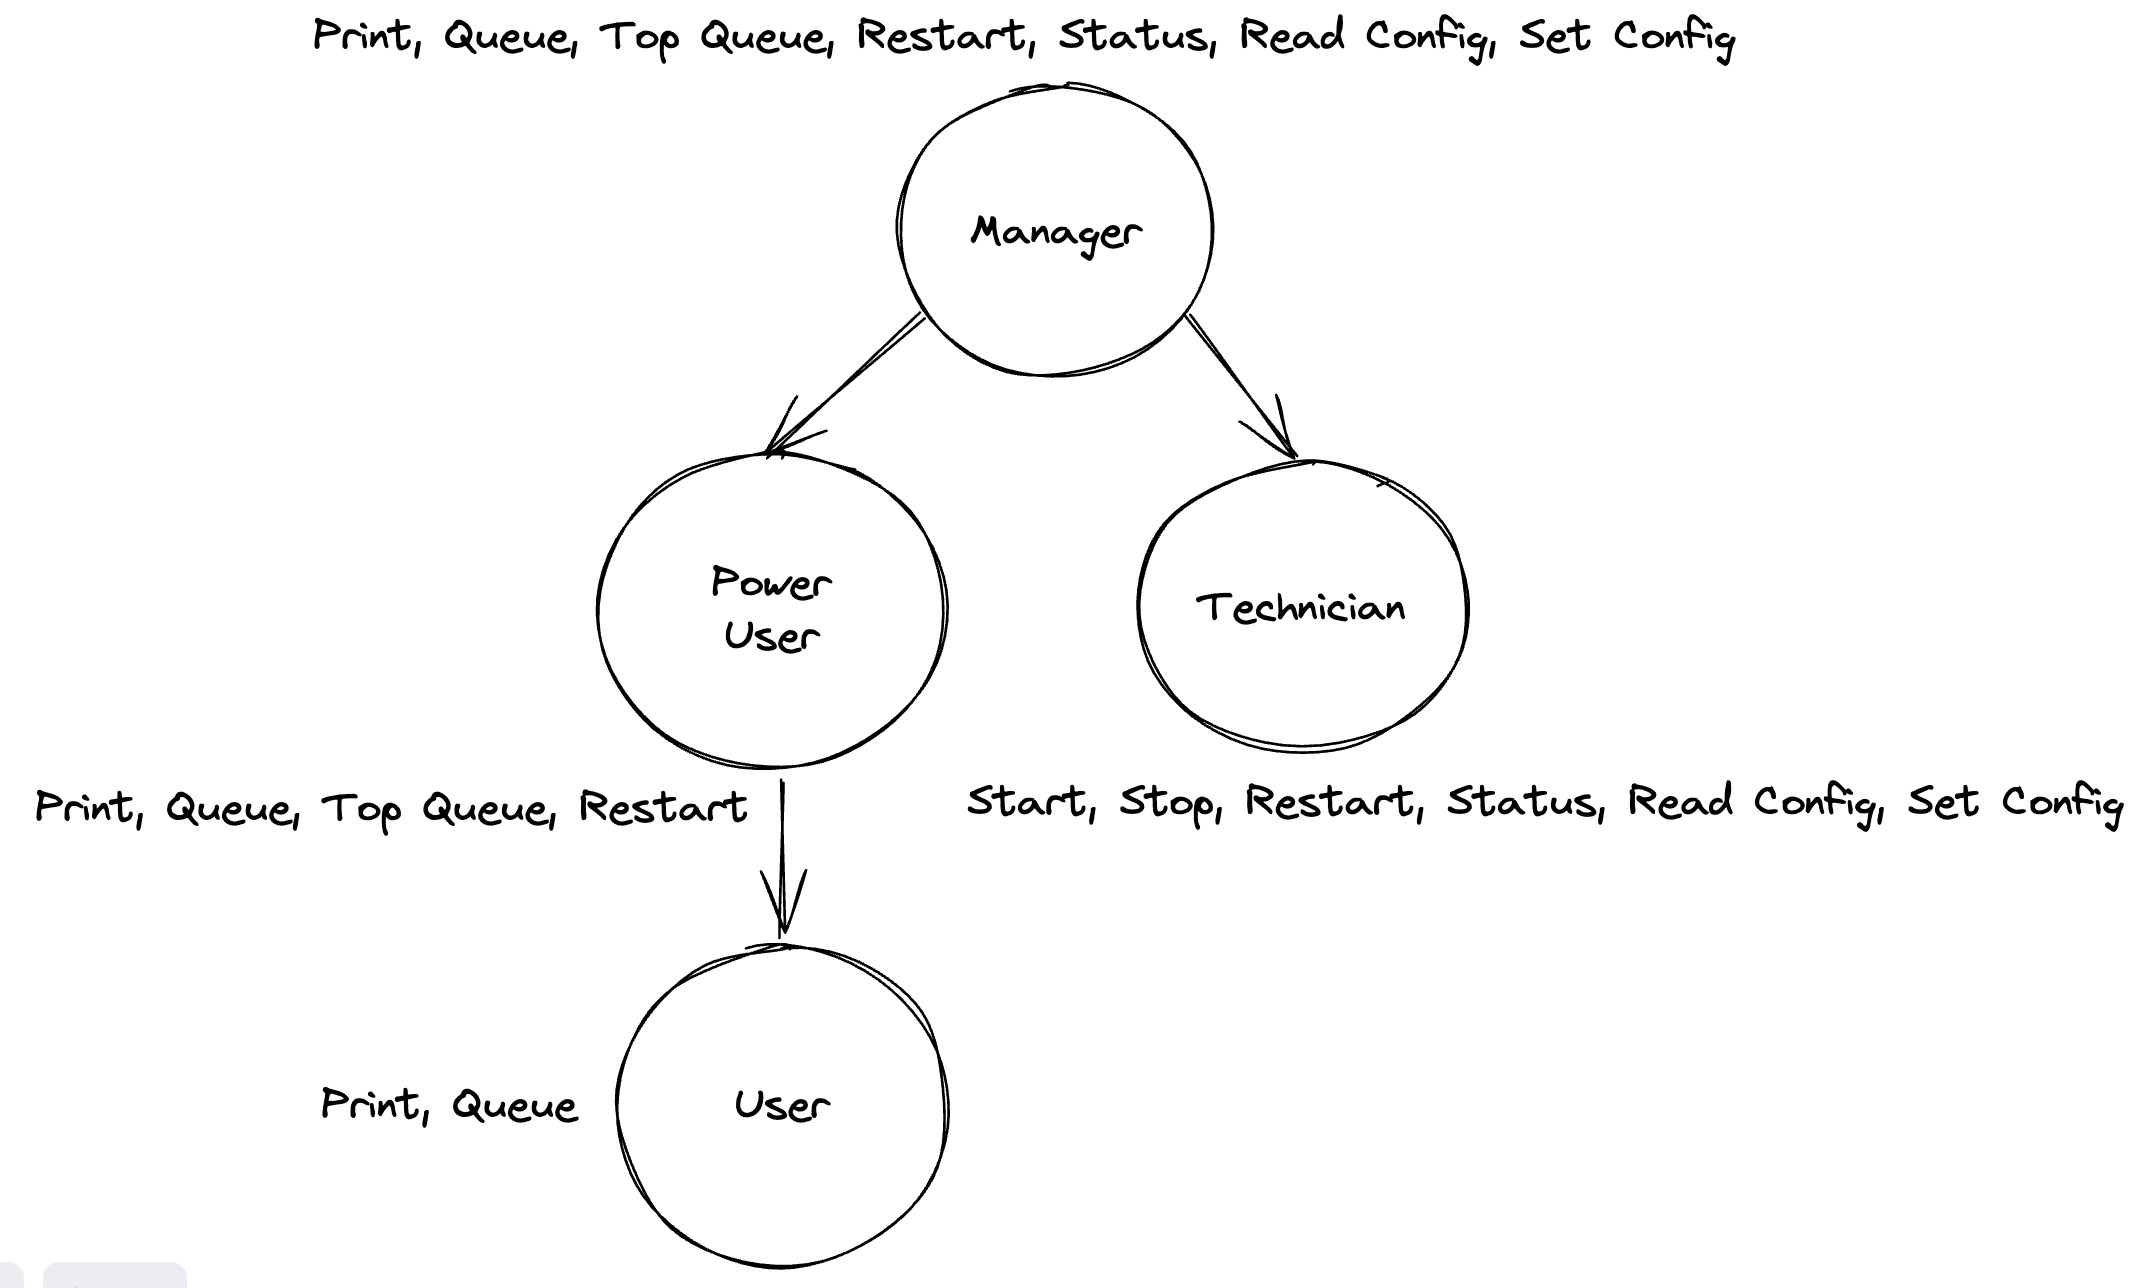 Print, Queue, Top Queue, Restart, Status, Read Config, Set Config
Manager
Power
User
Technician
Print, Queue, Top Queue, Restart
Start, Stop, Restart, Status, Read Config, Set Config
Print, Queue
User